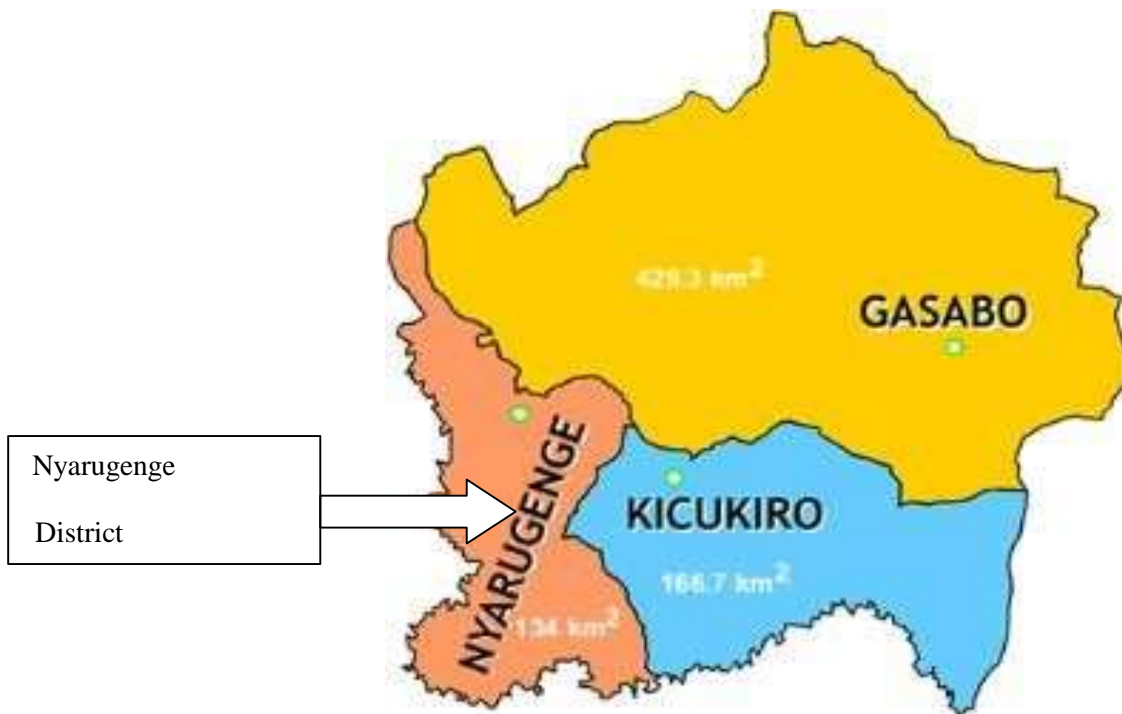 429.3 km²
GASABO
Nyarugenge
District
NYARUGENGE
KICUKIRO
166.7 km²
134 km²